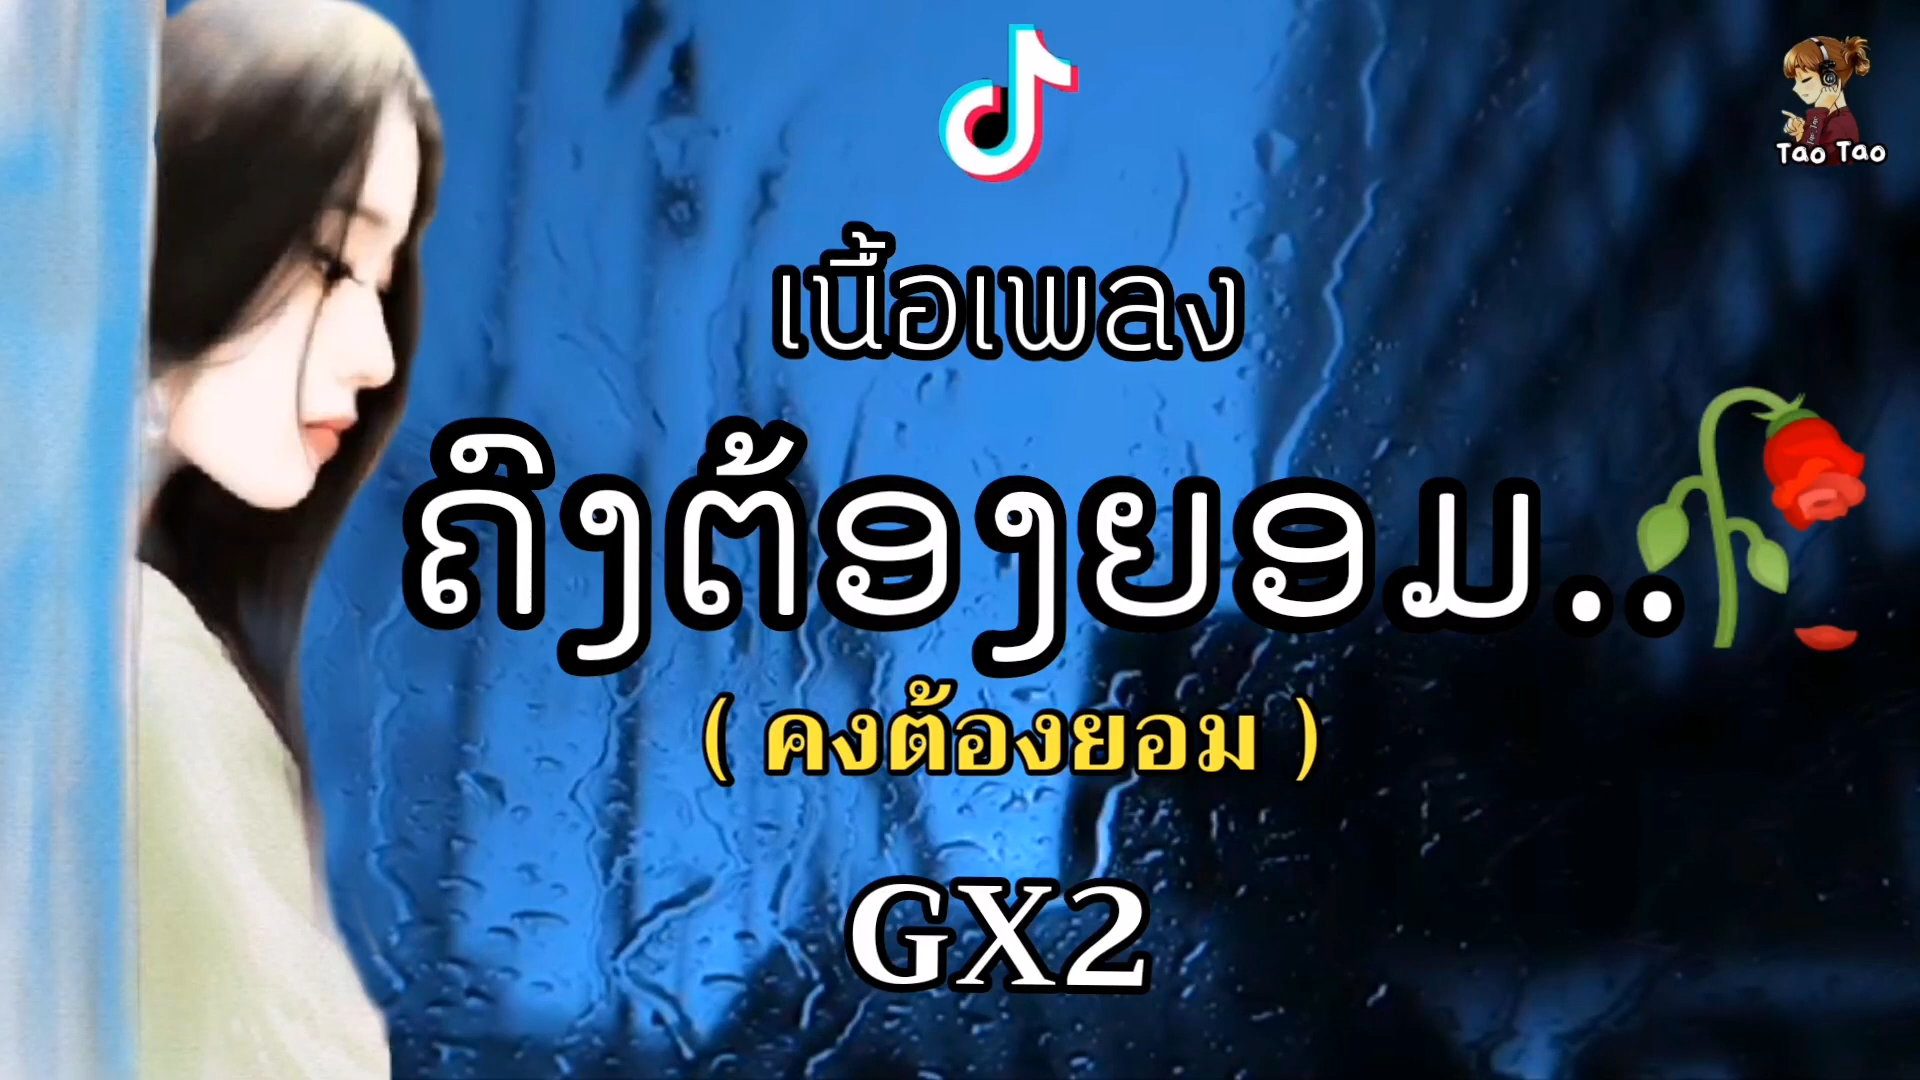 Tao Tao
เนื้อเพลง
ຄົງຕ້ອງຍອມ..
( คงต้องยอม )
GX2